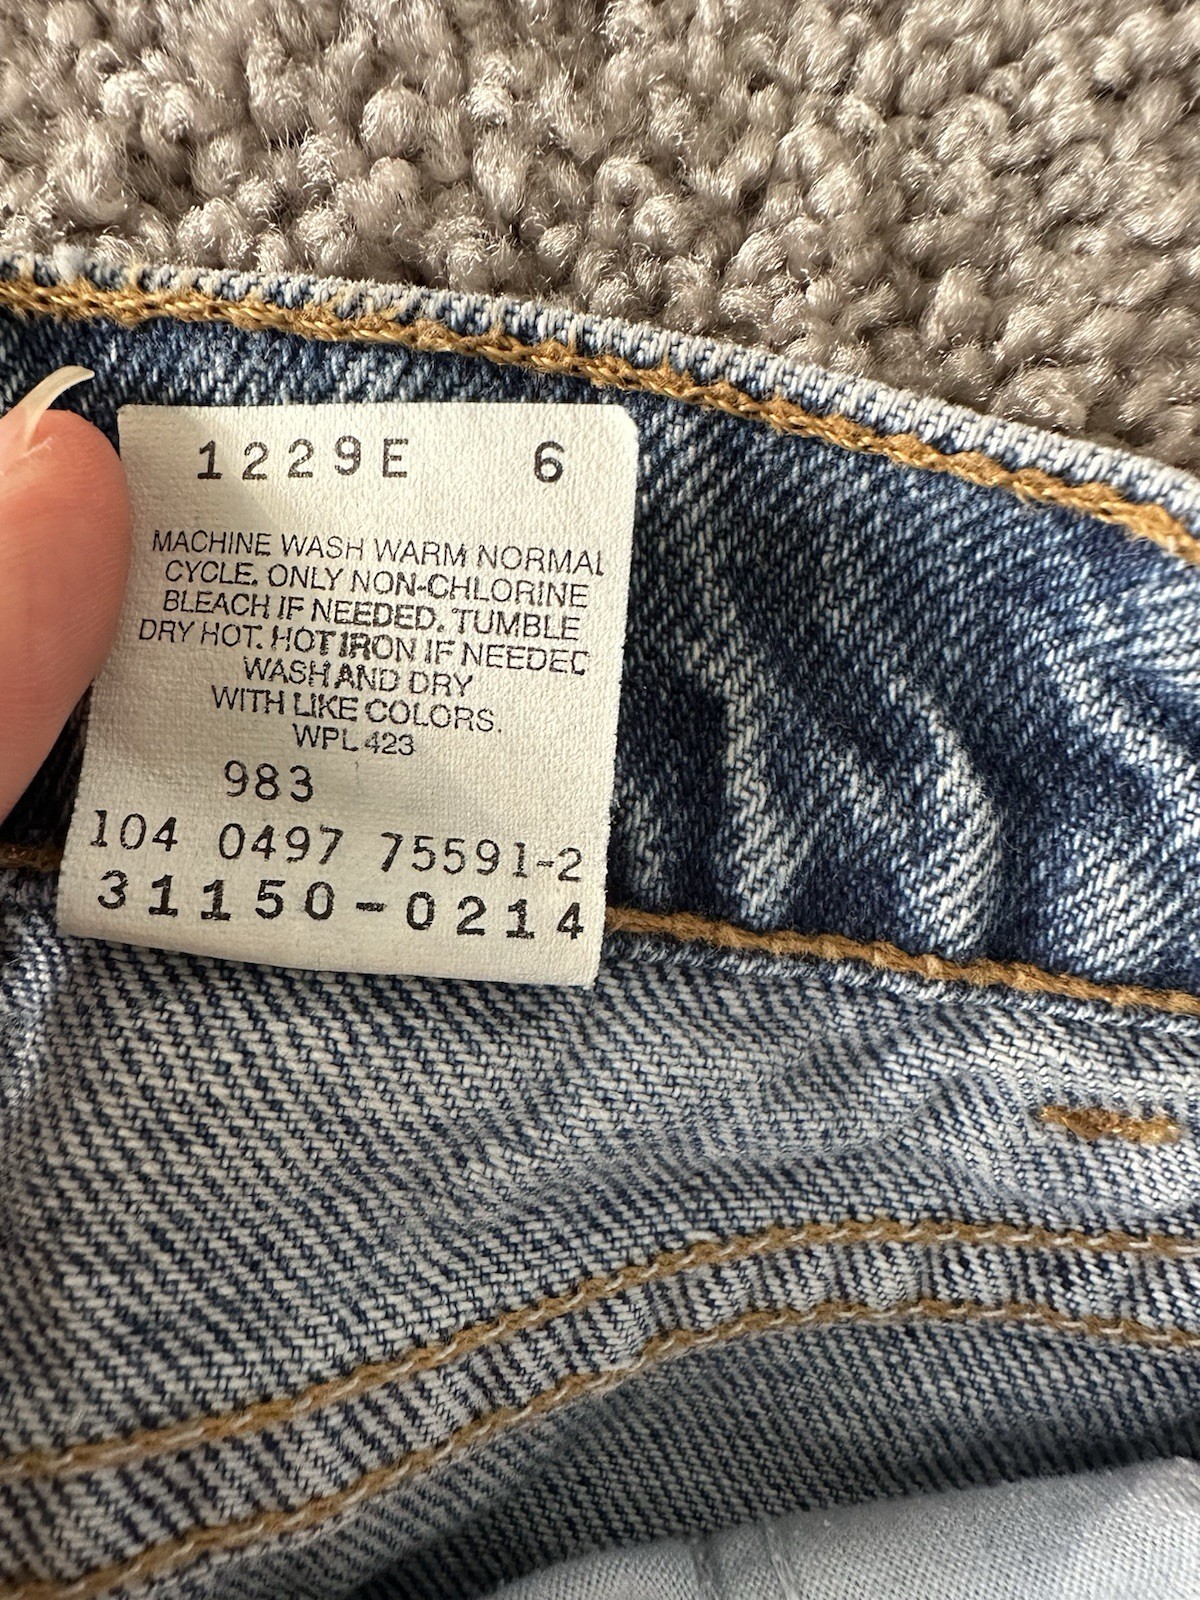 1229E 6
MACHINE WASH WARM NORMAL
CYCLE. ONLY NON-CHLORINE
BLEACH IF NEEDED. TUMBLE
DRY HOT. HOT IRON IF NEEDED
WASH AND DRY
WITH LIKE COLORS.
WPL 423
983
104 0497 75591-2
31150-0214